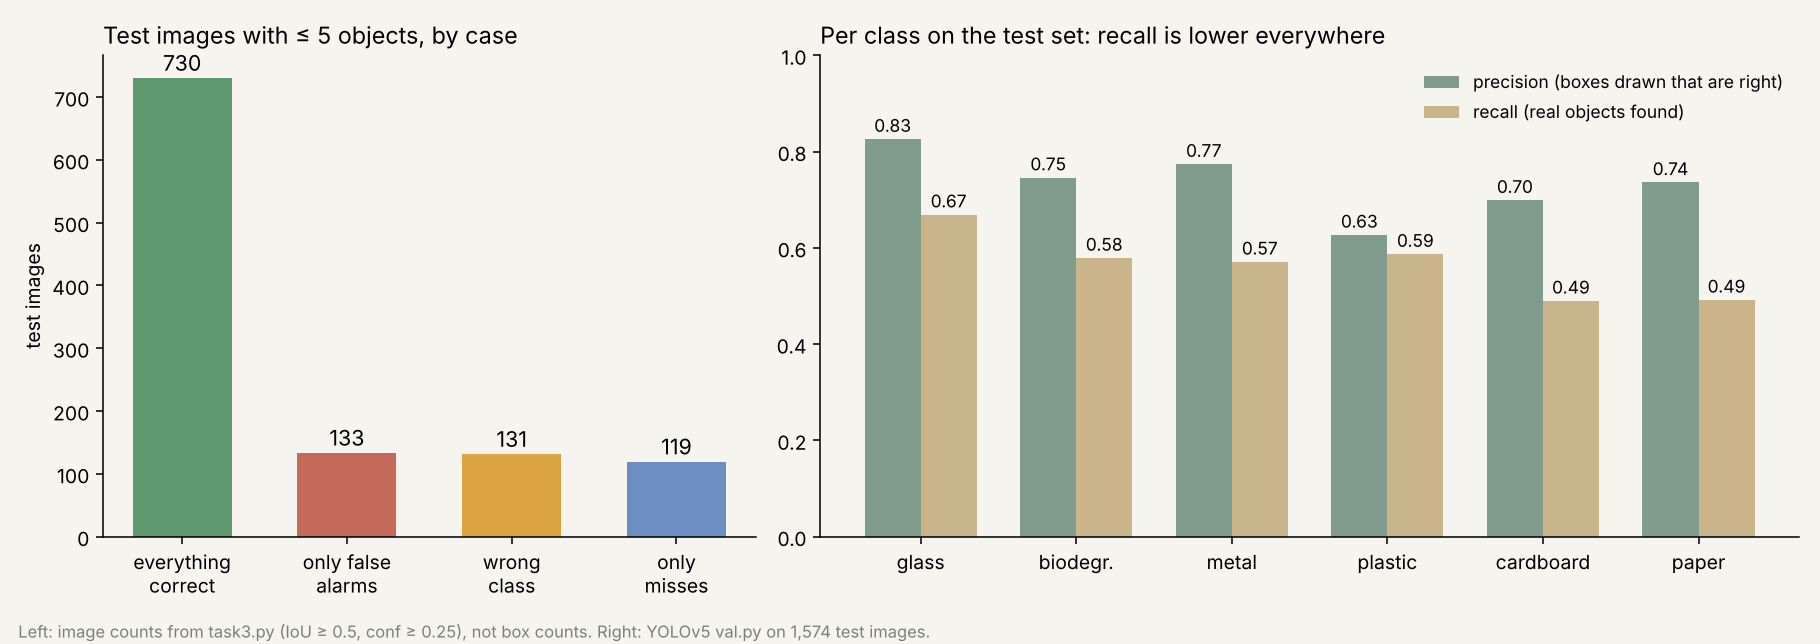 Test images with ≤ 5 objects, by case
730
700
600
500
400
300
200
100
0
test images
133
131
119
everything correct
only false alarms
wrong class
only misses
Per class on the test set: recall is lower everywhere
1.0
0.8
0.6
0.4
0.2
0.0
precision (boxes drawn that are right)
recall (real objects found)
0.83
0.67
0.75
0.58
0.77
0.57
0.63
0.59
0.70
0.49
0.74
0.49
glass
biodegr.
metal
plastic
cardboard
paper
Left: image counts from task3.py (IoU ≥ 0.5, conf ≥ 0.25), not box counts. Right: YOLOv5 val.py on 1,574 test images.